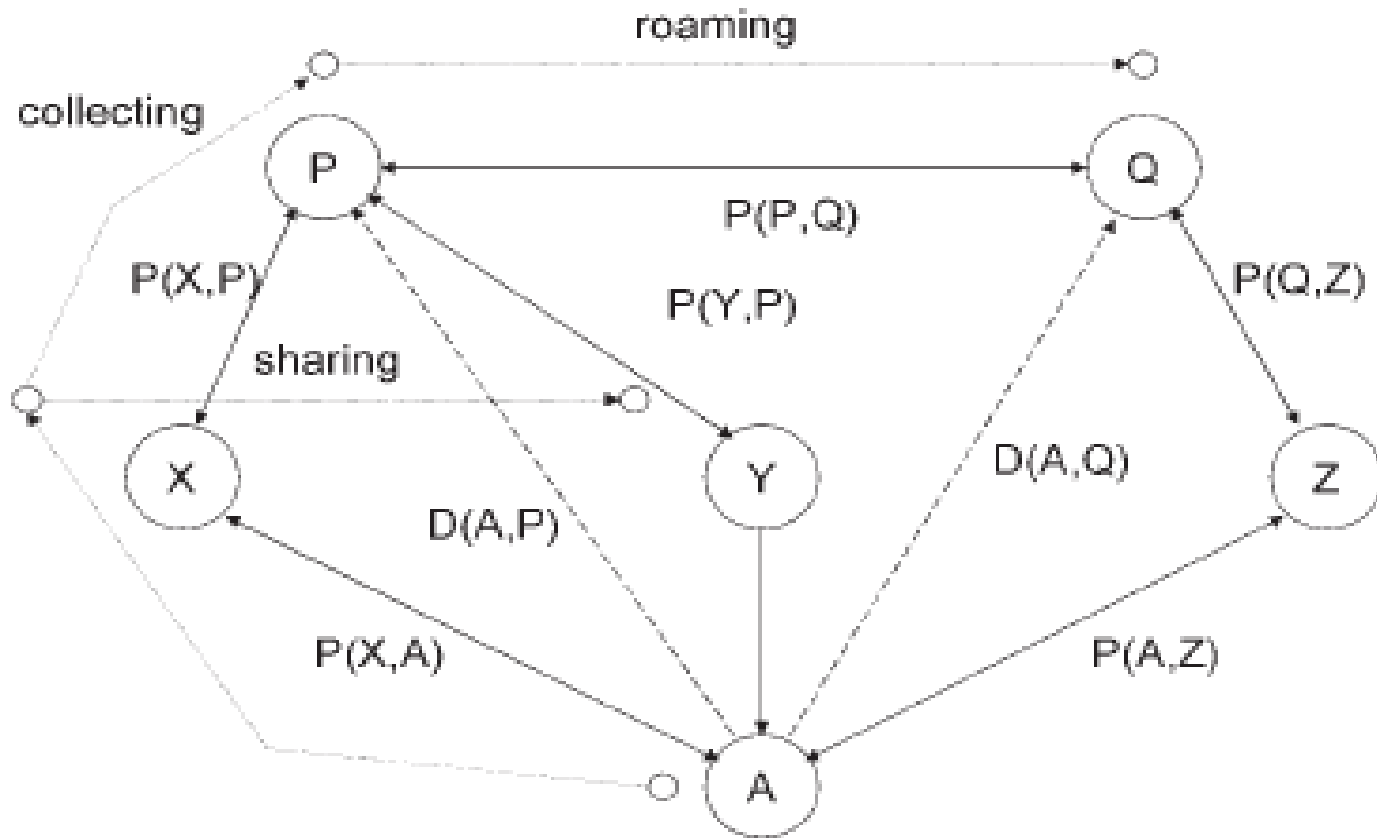 roaming
collecting
P
Q
P(P,Q)
P(X,P)
P(Y,P)
P(Q,Z)
sharing
X
Y
D(A,Q)
Z
D(A,P)
P(X,A)
P(A,Z)
A